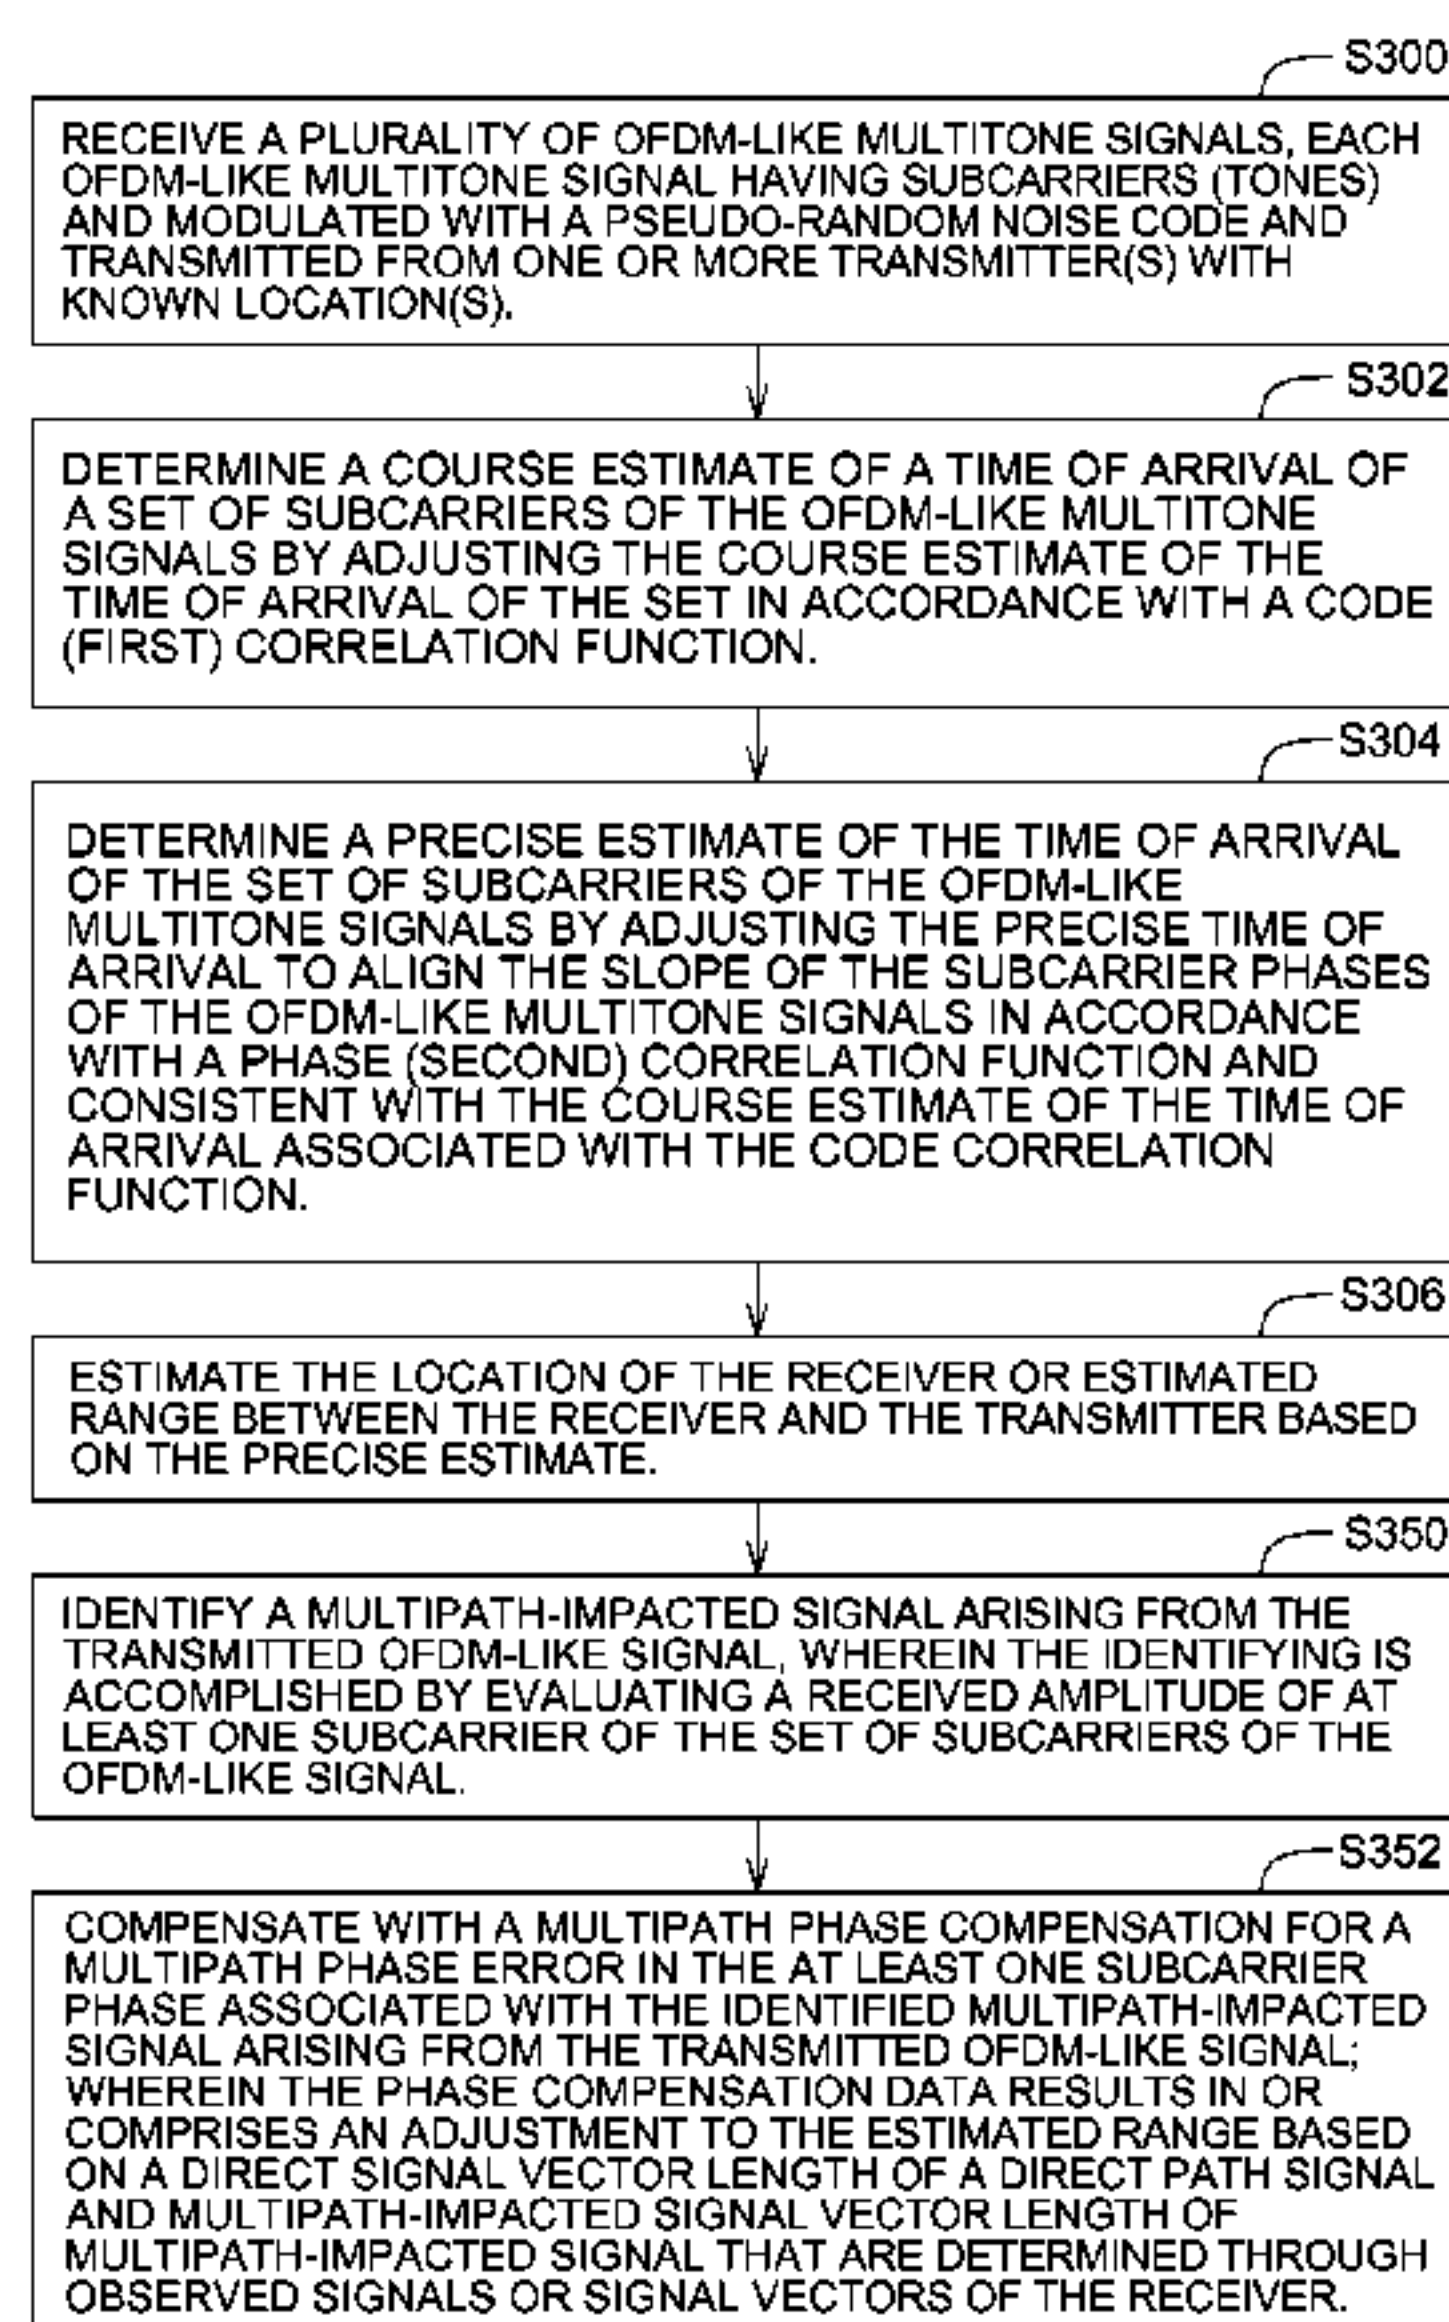 S300
RECEIVE A PLURALITY OF OFDM-LIKE MULTITONE SIGNALS, EACH
OFDM-LIKE MULTITONE SIGNAL HAVING SUBCARRIERS (TONES)
AND MODULATED WITH A PSEUDO-RANDOM NOISE CODE AND
TRANSMITTED FROM ONE OR MORE TRANSMITTER(S) WITH
KNOWN LOCATION(S).
S302
DETERMINE A COURSE ESTIMATE OF A TIME OF ARRIVAL OF
A SET OF SUBCARRIERS OF THE OFDM-LIKE MULTITONE
SIGNALS BY ADJUSTING THE COURSE ESTIMATE OF THE
TIME OF ARRIVAL OF THE SET IN ACCORDANCE WITH A CODE
(FIRST) CORRELATION FUNCTION.
S304
DETERMINE A PRECISE ESTIMATE OF THE TIME OF ARRIVAL
OF THE SET OF SUBCARRIERS OF THE OFDM-LIKE
MULTITONE SIGNALS BY ADJUSTING THE PRECISE TIME OF
ARRIVAL TO ALIGN THE SLOPE OF THE SUBCARRIER PHASES
OF THE OFDM-LIKE MULTITONE SIGNALS IN ACCORDANCE
WITH A PHASE (SECOND) CORRELATION FUNCTION AND
CONSISTENT WITH THE COURSE ESTIMATE OF THE TIME OF
ARRIVAL ASSOCIATED WITH THE CODE CORRELATION
FUNCTION.
S306
ESTIMATE THE LOCATION OF THE RECEIVER OR ESTIMATED
RANGE BETWEEN THE RECEIVER AND THE TRANSMITTER BASED
ON THE PRECISE ESTIMATE.
S350
IDENTIFY A MULTIPATH-IMPACTED SIGNAL ARISING FROM THE
TRANSMITTED OFDM-LIKE SIGNAL, WHEREIN THE IDENTIFYING IS
ACCOMPLISHED BY EVALUATING A RECEIVED AMPLITUDE OF AT
LEAST ONE SUBCARRIER OF THE SET OF SUBCARRIERS OF THE
OFDM-LIKE SIGNAL.
S352
COMPENSATE WITH A MULTIPATH PHASE COMPENSATION FOR A
MULTIPATH PHASE ERROR IN THE AT LEAST ONE SUBCARRIER
PHASE ASSOCIATED WITH THE IDENTIFIED MULTIPATH-IMPACTED
SIGNAL ARISING FROM THE TRANSMITTED OFDM-LIKE SIGNAL;
WHEREIN THE PHASE COMPENSATION DATA RESULTS IN OR
COMPRISES AN ADJUSTMENT TO THE ESTIMATED RANGE BASED
ON A DIRECT SIGNAL VECTOR LENGTH OF A DIRECT PATH SIGNAL
AND MULTIPATH-IMPACTED SIGNAL VECTOR LENGTH OF
MULTIPATH-IMPACTED SIGNAL THAT ARE DETERMINED THROUGH
OBSERVED SIGNALS OR SIGNAL VECTORS OF THE RECEIVER.